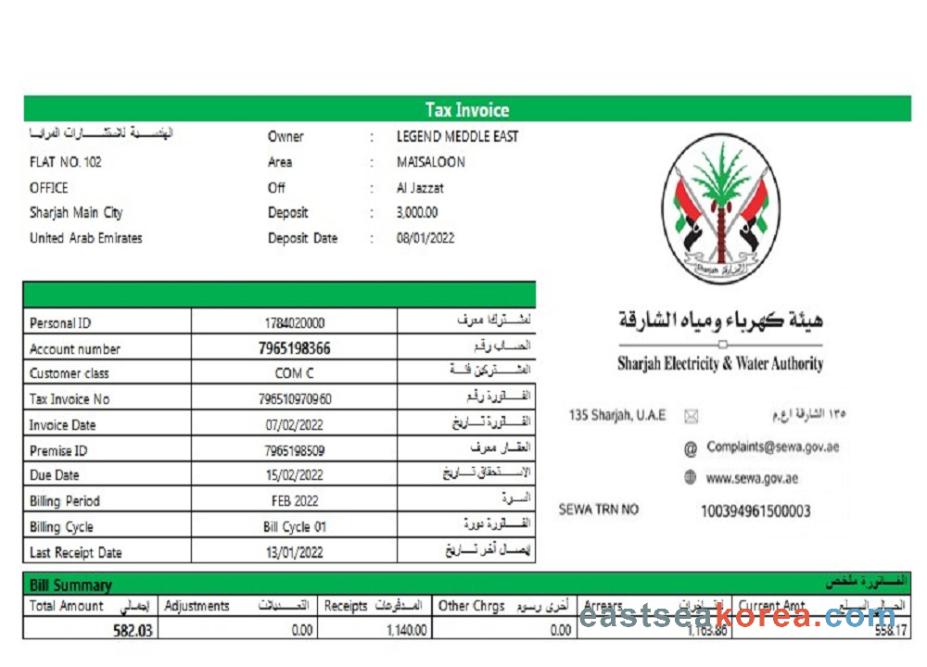 Tax Invoice
الهندسية للاستشارات المرايا
Owner : LEGEND MEDDLE EAST
FLAT NO. 102
Area : MAISALOON
OFFICE
Off : Al Jazzat
Sharjah Main City
Deposit : 3,000.00
United Arab Emirates
Deposit Date : 08/01/2022
Personal ID 1784020000 لمشتركا معرف
Account number 7965198366 الحساب رقم
Customer class COM C المشتركين فئة
Tax Invoice No 796510970960 الفاتورة رقم
Invoice Date 07/02/2022 الفاتورة تاريخ
Premise ID 7965198509 العقار معرف
Due Date 15/02/2022 الاستحقاق تاريخ
Billing Period FEB 2022
Billing Cycle Bill Cycle 01 الفاتورة دورة
Last Receipt Date 13/01/2022 إيصال آخر تاريخ
Sharjah الشارقة
هيئة كهرباء ومياه الشارقة
Sharjah Electricity & Water Authority
135 Sharjah, U.A.E ١٣٥ الشارقة ا.ع.م
@ Complaints@sewa.gov.ae
www.sewa.gov.ae
SEWA TRN NO 100394961500003
Bill Summary الفاتورة ملخص
Total Amount إجمالي Adjustments التعديلات Receipts المدفوعات Other Chrgs أخرى رسوم Arrears Current Amt
582.03 0.00 1,140.00 0.00 1,163.86 558.17
eastseakorea.com